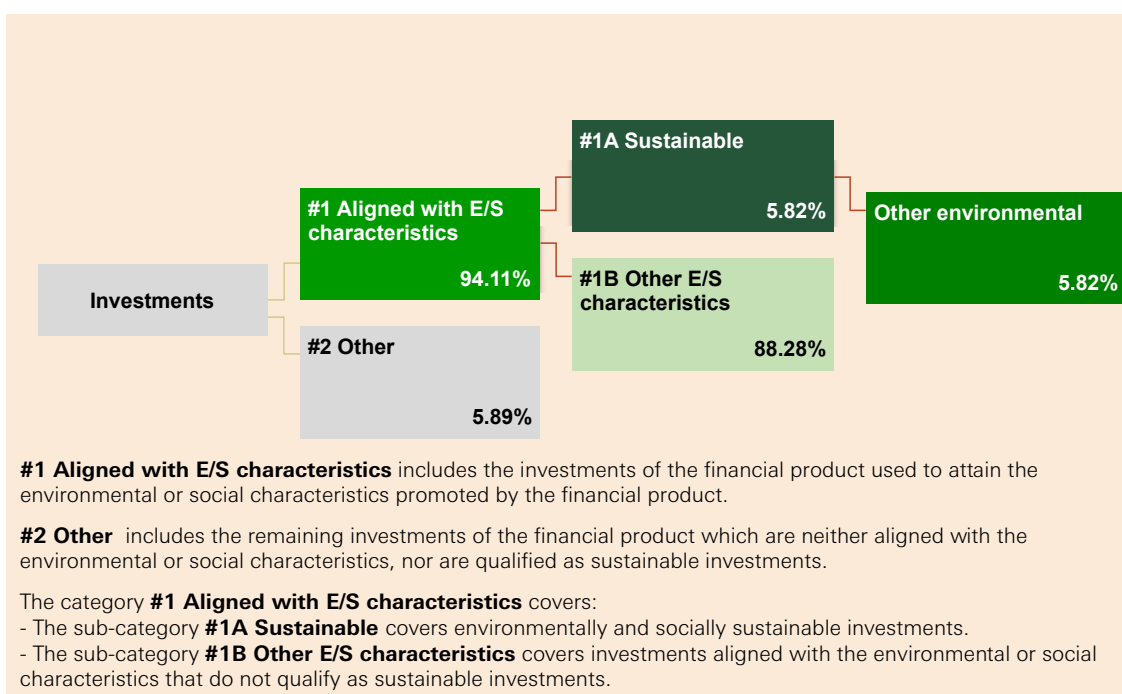 Investments
#1 Aligned with E/S
characteristics
94.11%
#2 Other
5.89%
#1A Sustainable
5.82%
#1B Other E/S
characteristics
88.28%
Other environmental
5.82%
#1 Aligned with E/S characteristics includes the investments of the financial product used to attain the
environmental or social characteristics promoted by the financial product.
#2 Other includes the remaining investments of the financial product which are neither aligned with the
environmental or social characteristics, nor are qualified as sustainable investments.
The category #1 Aligned with E/S characteristics covers:
- The sub-category #1A Sustainable covers environmentally and socially sustainable investments.
- The sub-category #1B Other E/S characteristics covers investments aligned with the environmental or social
characteristics that do not qualify as sustainable investments.